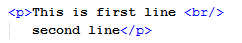 <p>This is first line <br/>
second line</p>